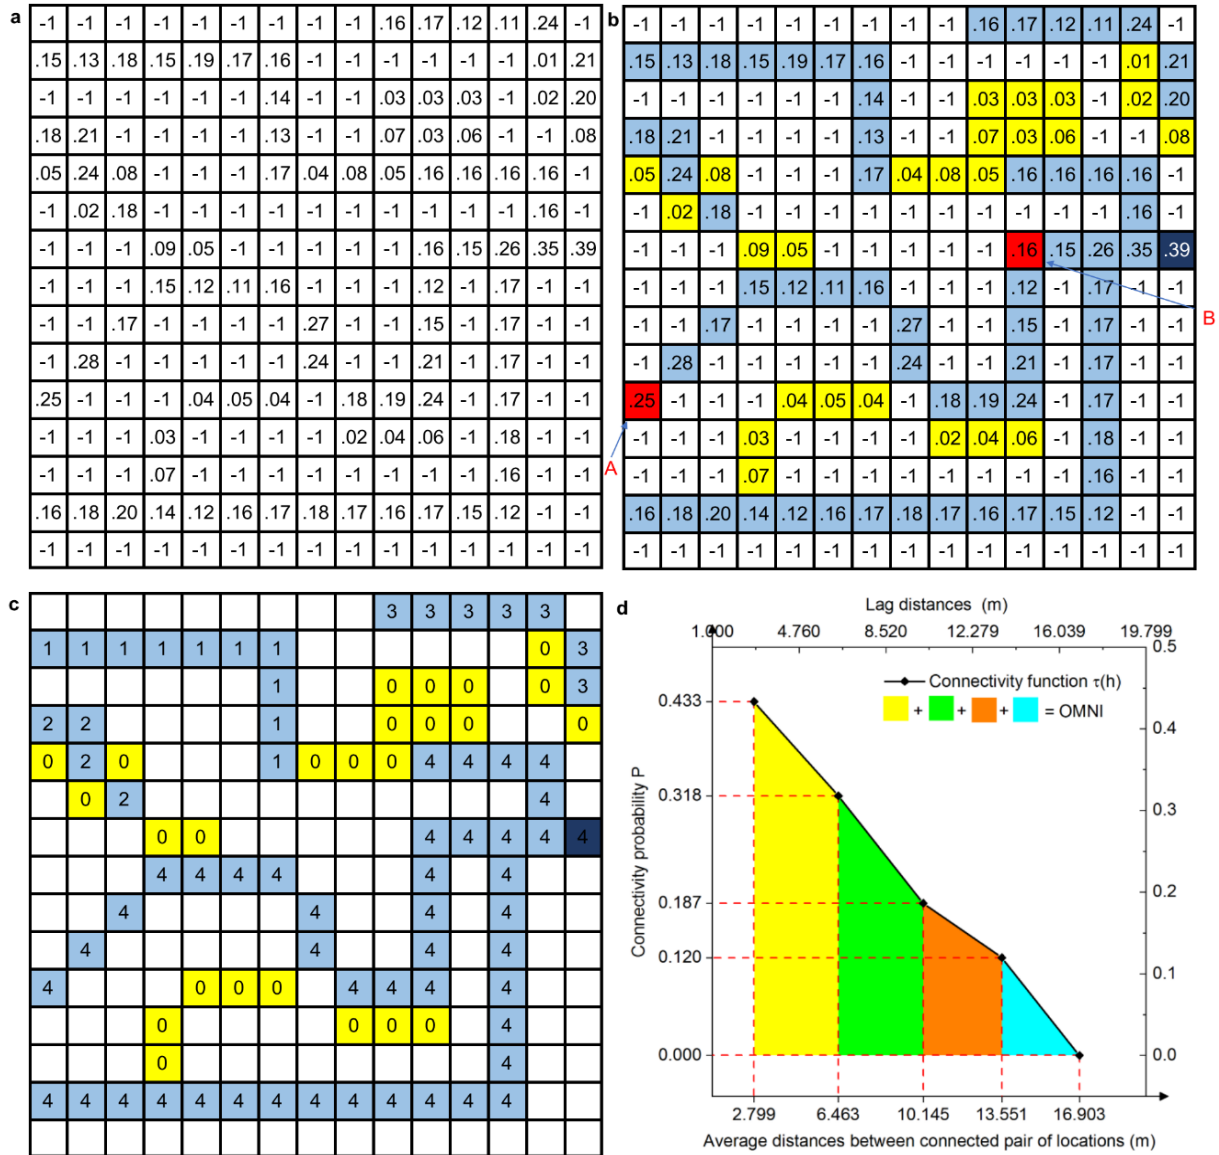 a
-1 -1 -1 -1 -1 -1 -1 -1 -1 .16 .17 .12 .11 .24 -1
.15 .13 .18 .15 .19 .17 .16 -1 -1 -1 -1 -1 -1 .01 .21
-1 -1 -1 -1 -1 -1 .14 -1 -1 .03 .03 .03 -1 .02 .20
.18 .21 -1 -1 -1 -1 .13 -1 -1 .07 .03 .06 -1 -1 .08
.05 .24 .08 -1 -1 -1 .17 .04 .08 .05 .16 .16 .16 .16 -1
-1 .02 .18 -1 -1 -1 -1 -1 -1 -1 -1 -1 -1 .16 -1
-1 -1 -1 .09 .05 -1 -1 -1 -1 -1 .16 .15 .26 .35 .39
-1 -1 -1 .15 .12 .11 .16 -1 -1 -1 .12 -1 .17 -1 -1
-1 -1 .17 -1 -1 -1 -1 .27 -1 -1 .15 -1 .17 -1 -1
-1 .28 -1 -1 -1 -1 -1 .24 -1 -1 .21 -1 .17 -1 -1
.25 -1 -1 -1 .04 .05 .04 -1 .18 .19 .24 -1 .17 -1 -1
-1 -1 -1 .03 -1 -1 -1 -1 .02 .04 .06 -1 .18 -1 -1
-1 -1 -1 .07 -1 -1 -1 -1 -1 -1 -1 -1 .16 -1 -1
.16 .18 .20 .14 .12 .16 .17 .18 .17 .16 .17 .15 .12 -1 -1
-1 -1 -1 -1 -1 -1 -1 -1 -1 -1 -1 -1 -1 -1 -1
b
-1 -1 -1 -1 -1 -1 -1 -1 -1 .16 .17 .12 .11 .24 -1
.15 .13 .18 .15 .19 .17 .16 -1 -1 -1 -1 -1 -1 .01 .21
-1 -1 -1 -1 -1 -1 .14 -1 -1 .03 .03 .03 -1 .02 .20
.18 .21 -1 -1 -1 -1 .13 -1 -1 .07 .03 .06 -1 -1 .08
.05 .24 .08 -1 -1 -1 .17 .04 .08 .05 .16 .16 .16 .16 -1
-1 .02 .18 -1 -1 -1 -1 -1 -1 -1 -1 -1 -1 .16 -1
-1 -1 -1 .09 .05 -1 -1 -1 -1 -1 .16 .15 .26 .35 .39
-1 -1 -1 .15 .12 .11 .16 -1 -1 -1 .12 -1 .17 -1 -1
B
-1 -1 .17 -1 -1 -1 -1 .27 -1 -1 .15 -1 .17 -1 -1
-1 .28 -1 -1 -1 -1 -1 .24 -1 -1 .21 -1 .17 -1 -1
.25 -1 -1 -1 .04 .05 .04 -1 .18 .19 .24 -1 .17 -1 -1
-1 -1 -1 .03 -1 -1 -1 -1 .02 .04 .06 -1 .18 -1 -1
A
-1 -1 -1 .07 -1 -1 -1 -1 -1 -1 -1 -1 .16 -1 -1
.16 .18 .20 .14 .12 .16 .17 .18 .17 .16 .17 .15 .12 -1 -1
-1 -1 -1 -1 -1 -1 -1 -1 -1 -1 -1 -1 -1 -1 -1
c
3 3 3 3 3
1 1 1 1 1 1 1 0 3
1 0 0 0 0 3
2 2 1 0 0 0 0
0 2 0 1 0 0 0 4 4 4 4
0 2 4
0 0 4 4 4 4 4
4 4 4 4 4 4
4 4 4 4
4 4 4 4
4 0 0 0 4 4 4 4
0 0 0 0 4
0 4
4 4 4 4 4 4 4 4 4 4 4 4 4
d
Lag distances (m)
1.000 4.760 8.520 12.279 16.039 19.799
0.5
Connectivity function τ(h)
+ + + = OMNI
0.433
0.4
0.318
0.3
0.187
0.2
0.120
0.1
0.000
0.0
Connectivity probability P
2.799 6.463 10.145 13.551 16.903
Average distances between connected pair of locations (m)